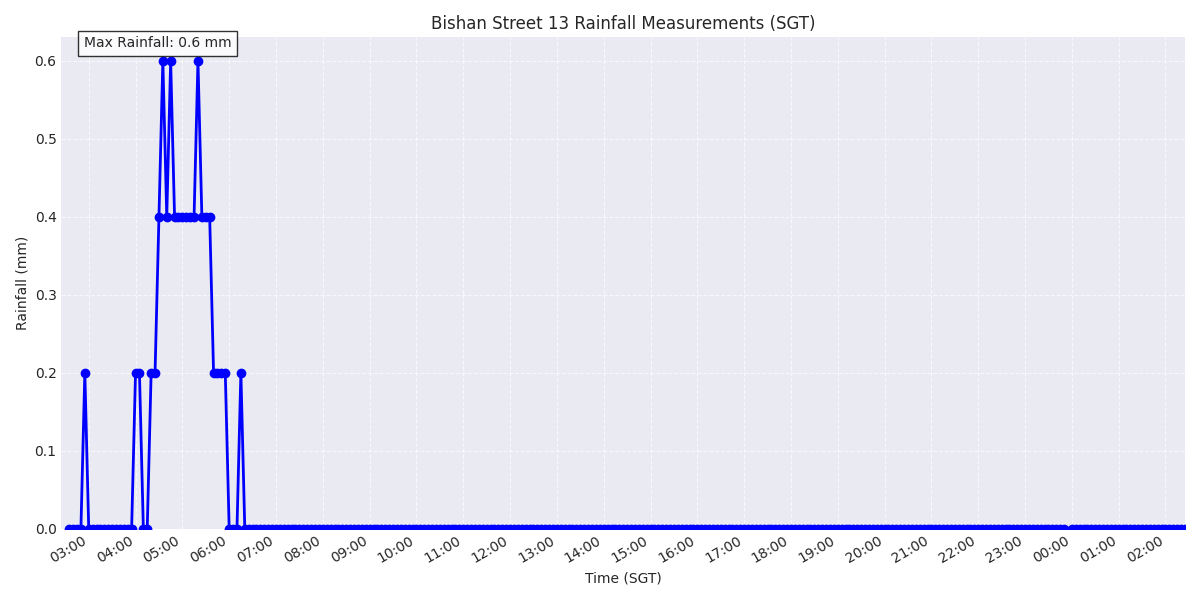 Bishan Street 13 Rainfall Measurements (SGT)
Max Rainfall: 0.6 mm
0.6
0.5
0.4
0.3
0.2
0.1
0.0
Rainfall (mm)
03:00 04:00 05:00 06:00 07:00 08:00 09:00 10:00 11:00 12:00 13:00 14:00 15:00 16:00 17:00 18:00 19:00 20:00 21:00 22:00 23:00 00:00 01:00 02:00
Time (SGT)